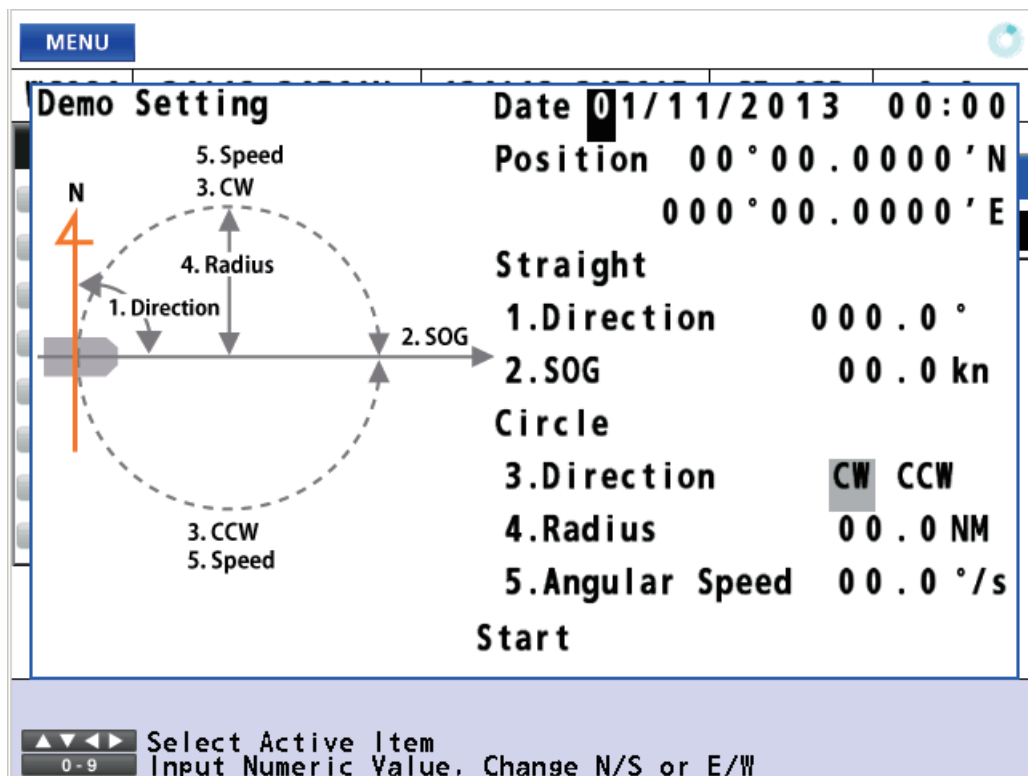 MENU
Demo Setting
Date 01/11/2013 00:00
Position 00°00.0000'N
000°00.0000'E
5. Speed
3. CW
N
4. Radius
1. Direction
2. SOG
3. CCW
5. Speed
Straight
1.Direction 000.0°
2.SOG 00.0 kn
Circle
3.Direction CW CCW
4.Radius 00.0 NM
5.Angular Speed 00.0 °/s
Start
▲▼◀▶ Select Active Item
0-9 Input Numeric Value, Change N/S or E/W